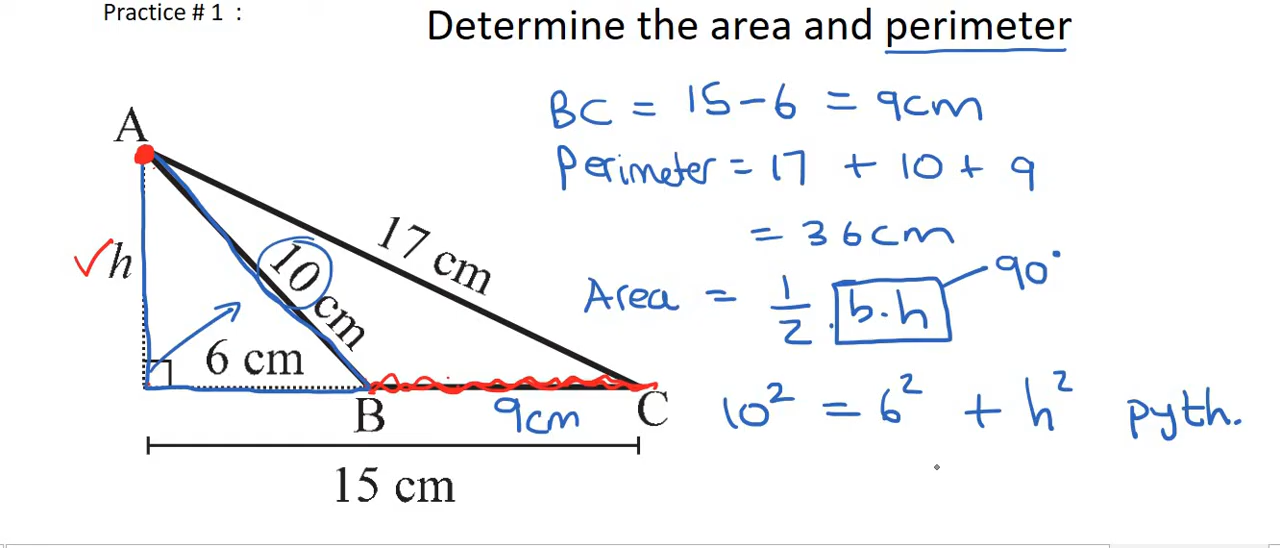 Practice # 1 :
Determine the area and perimeter
BC = 15 - 6 = 9cm
A
Perimeter = 17 + 10 + 9
17 cm
= 36cm
h
10 cm
90°
Area = 1/2 . b.h
6 cm
B
9cm
C
10² = 6² + h² pyth.
15 cm